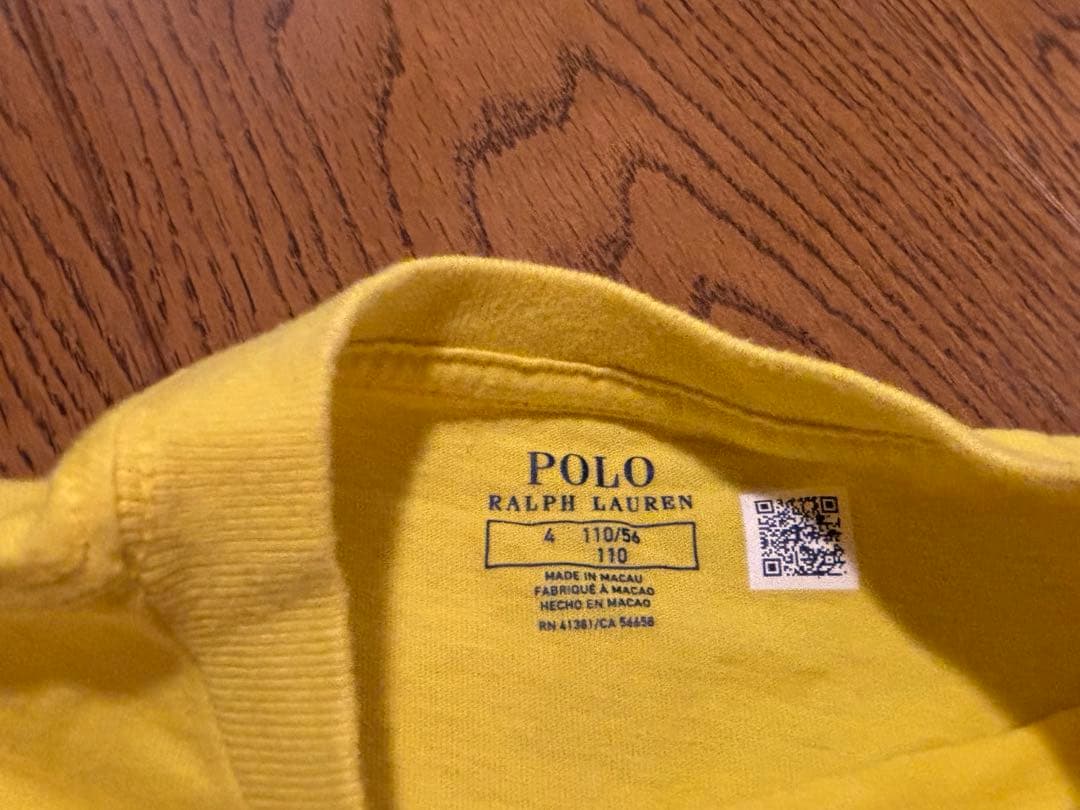 POLO
RALPH LAUREN
4 110/56
110
MADE IN MACAU
FABRIQUÉ À MACAO
HECHO EN MACAO
RN 41381/CA 56658